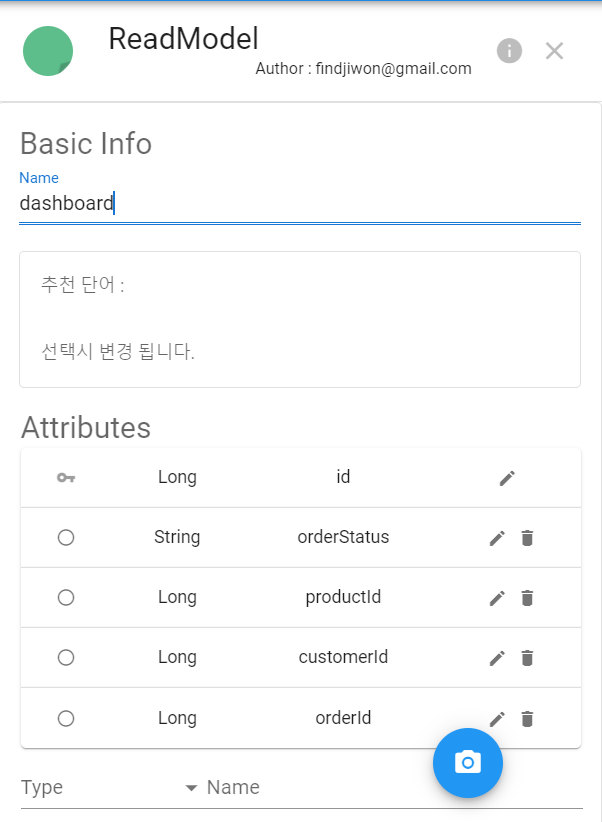 ReadModel
Author : findjiwon@gmail.com
Basic Info
Name
dashboard
추천 단어 :
선택시 변경 됩니다.
Attributes
Long id
String orderStatus
Long productId
Long customerId
Long orderId
Type Name